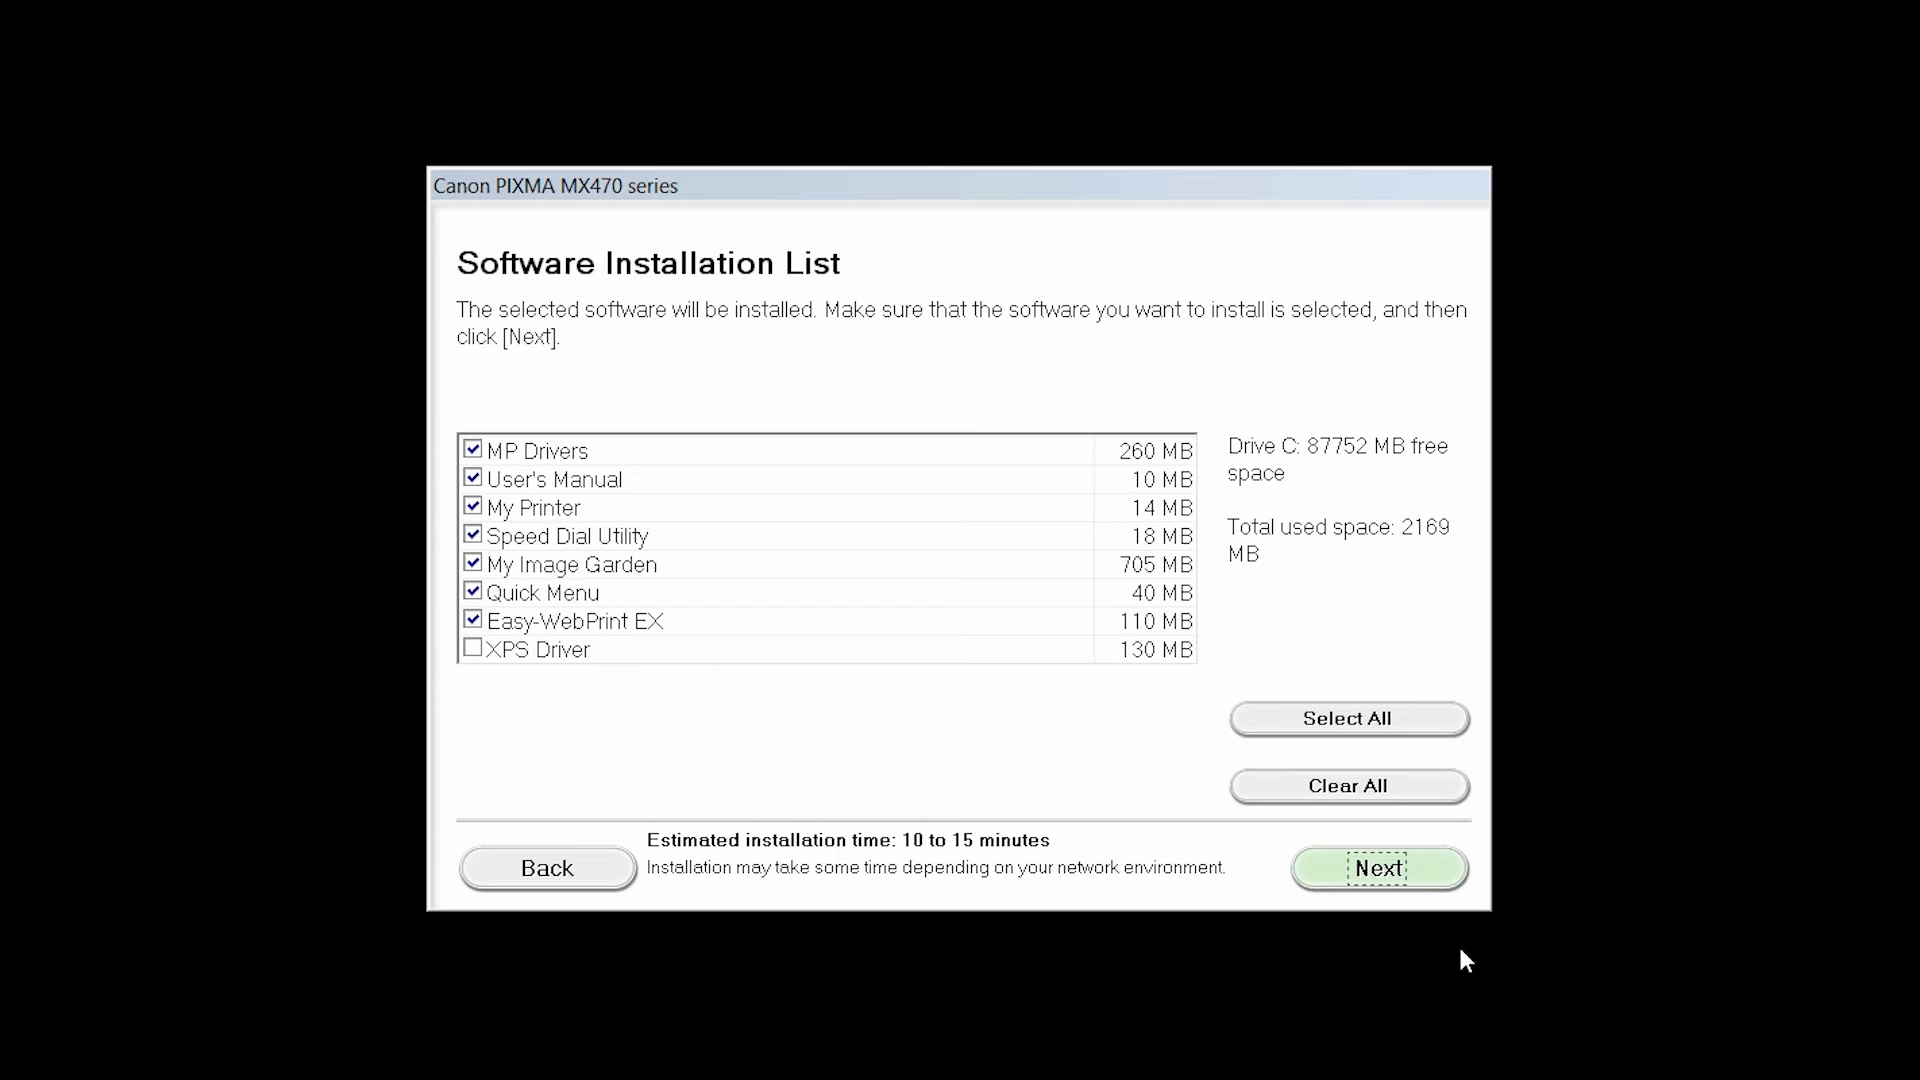 Canon PIXMA MX470 series
Software Installation List
The selected software will be installed. Make sure that the software you want to install is selected, and then
click [Next].
MP Drivers 260 MB
User's Manual 10 MB
My Printer 14 MB
Speed Dial Utility 18 MB
My Image Garden 705 MB
Quick Menu 40 MB
Easy-WebPrint EX 110 MB
XPS Driver 130 MB
Drive C: 87752 MB free
space
Total used space: 2169
MB
Select All
Clear All
Estimated installation time: 10 to 15 minutes
Installation may take some time depending on your network environment.
Back
Next